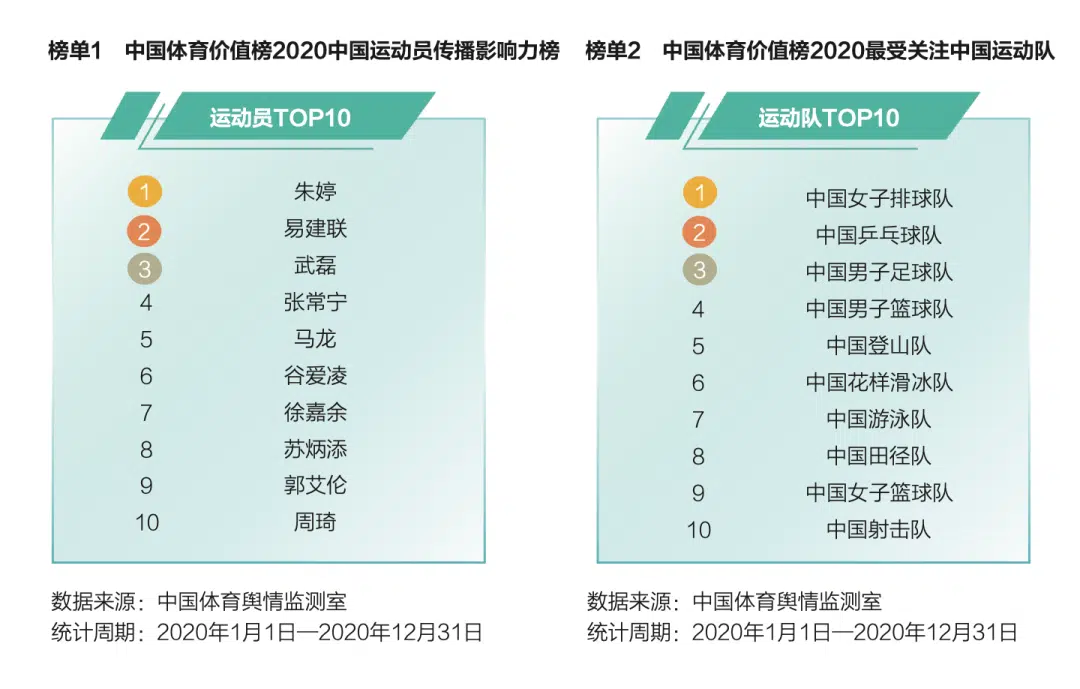 榜单1 中国体育价值榜2020中国运动员传播影响力榜
运动员TOP10
1 朱婷
2 易建联
3 武磊
4 张常宁
5 马龙
6 谷爱凌
7 徐嘉余
8 苏炳添
9 郭艾伦
10 周琦
数据来源：中国体育舆情监测室
统计周期：2020年1月1日—2020年12月31日
榜单2 中国体育价值榜2020最受关注中国运动队
运动队TOP10
1 中国女子排球队
2 中国乒乓球队
3 中国男子足球队
4 中国男子篮球队
5 中国登山队
6 中国花样滑冰队
7 中国游泳队
8 中国田径队
9 中国女子篮球队
10 中国射击队
数据来源：中国体育舆情监测室
统计周期：2020年1月1日—2020年12月31日